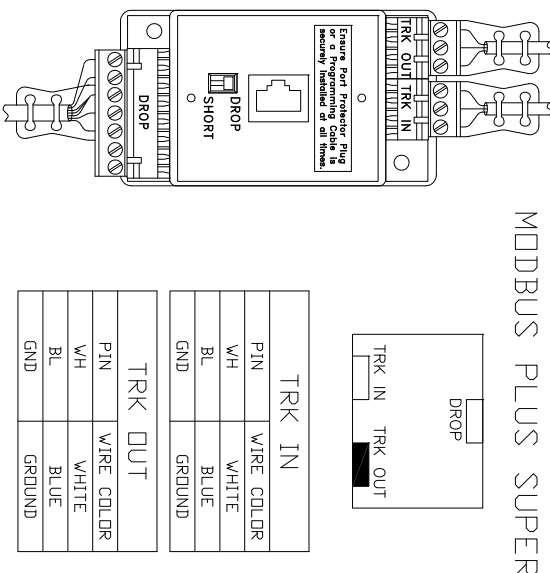 MODBUS PLUS SUPER
Ensure Port Protector Plug
or a Programming Cable is
securely installed at all times.
TRK OUT
TRK IN
DROP
DROP
SHORT
DROP
TRK IN
TRK OUT
TRK IN
PIN WIRE COLOR
WH WHITE
BL BLUE
GND GROUND
TRK OUT
PIN WIRE COLOR
WH WHITE
BL BLUE
GND GROUND